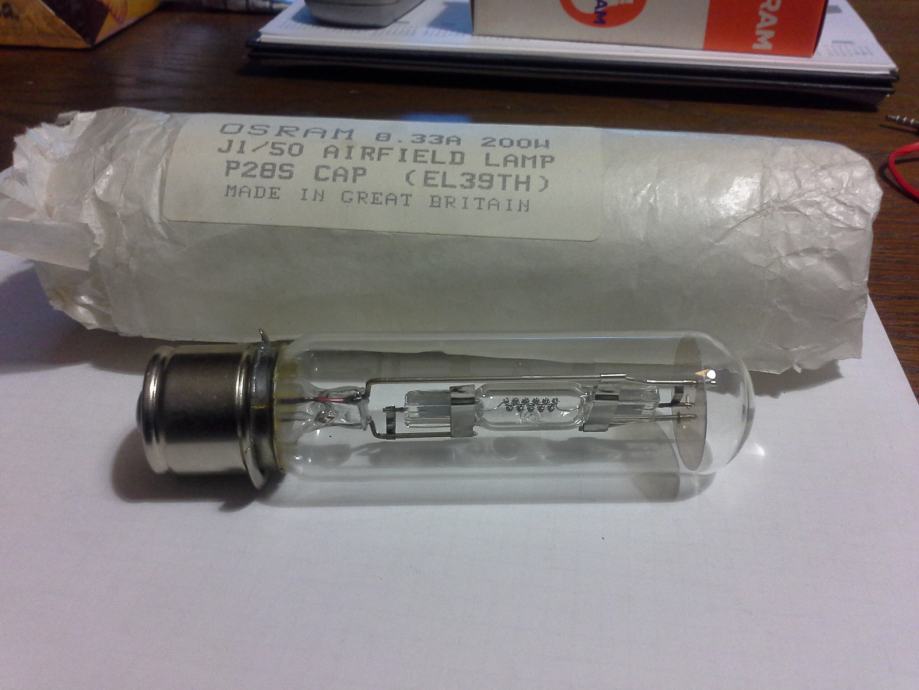 OSRAM 8.33A 200W
J1/50 AIRFIELD LAMP
P28S CAP (EL39TH)
MADE IN GREAT BRITAIN